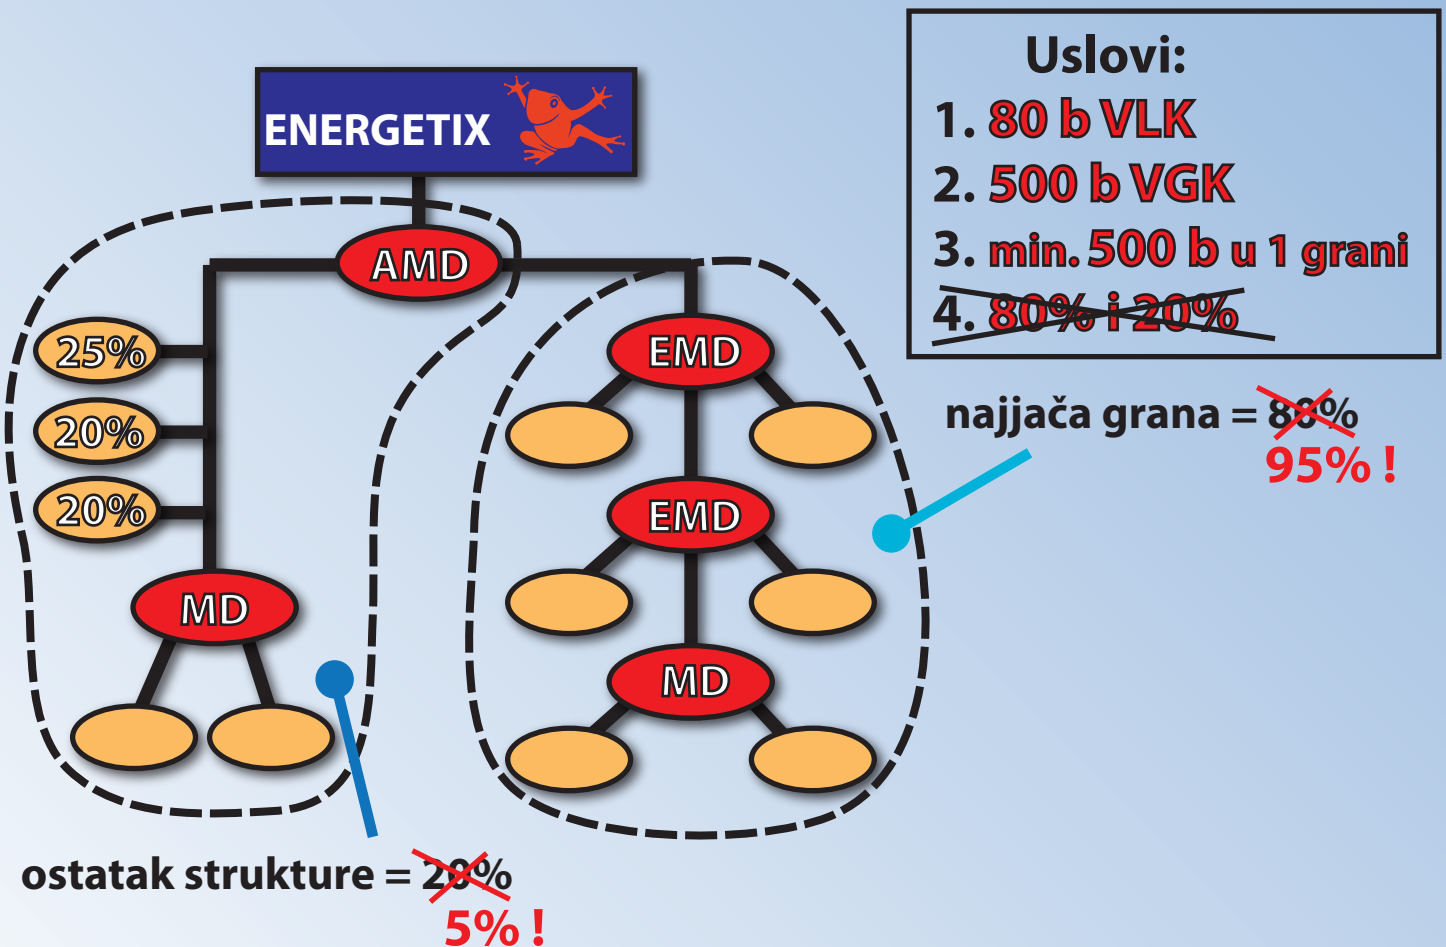 ENERGETIX
Uslovi:
1. 80 b VLK
2. 500 b VGK
3. min. 500 b u 1 grani
4. 80% i 20%
AMD
25%
20%
20%
MD
EMD
EMD
MD
najjača grana = 80%
95% !
ostatak strukture = 20%
5% !